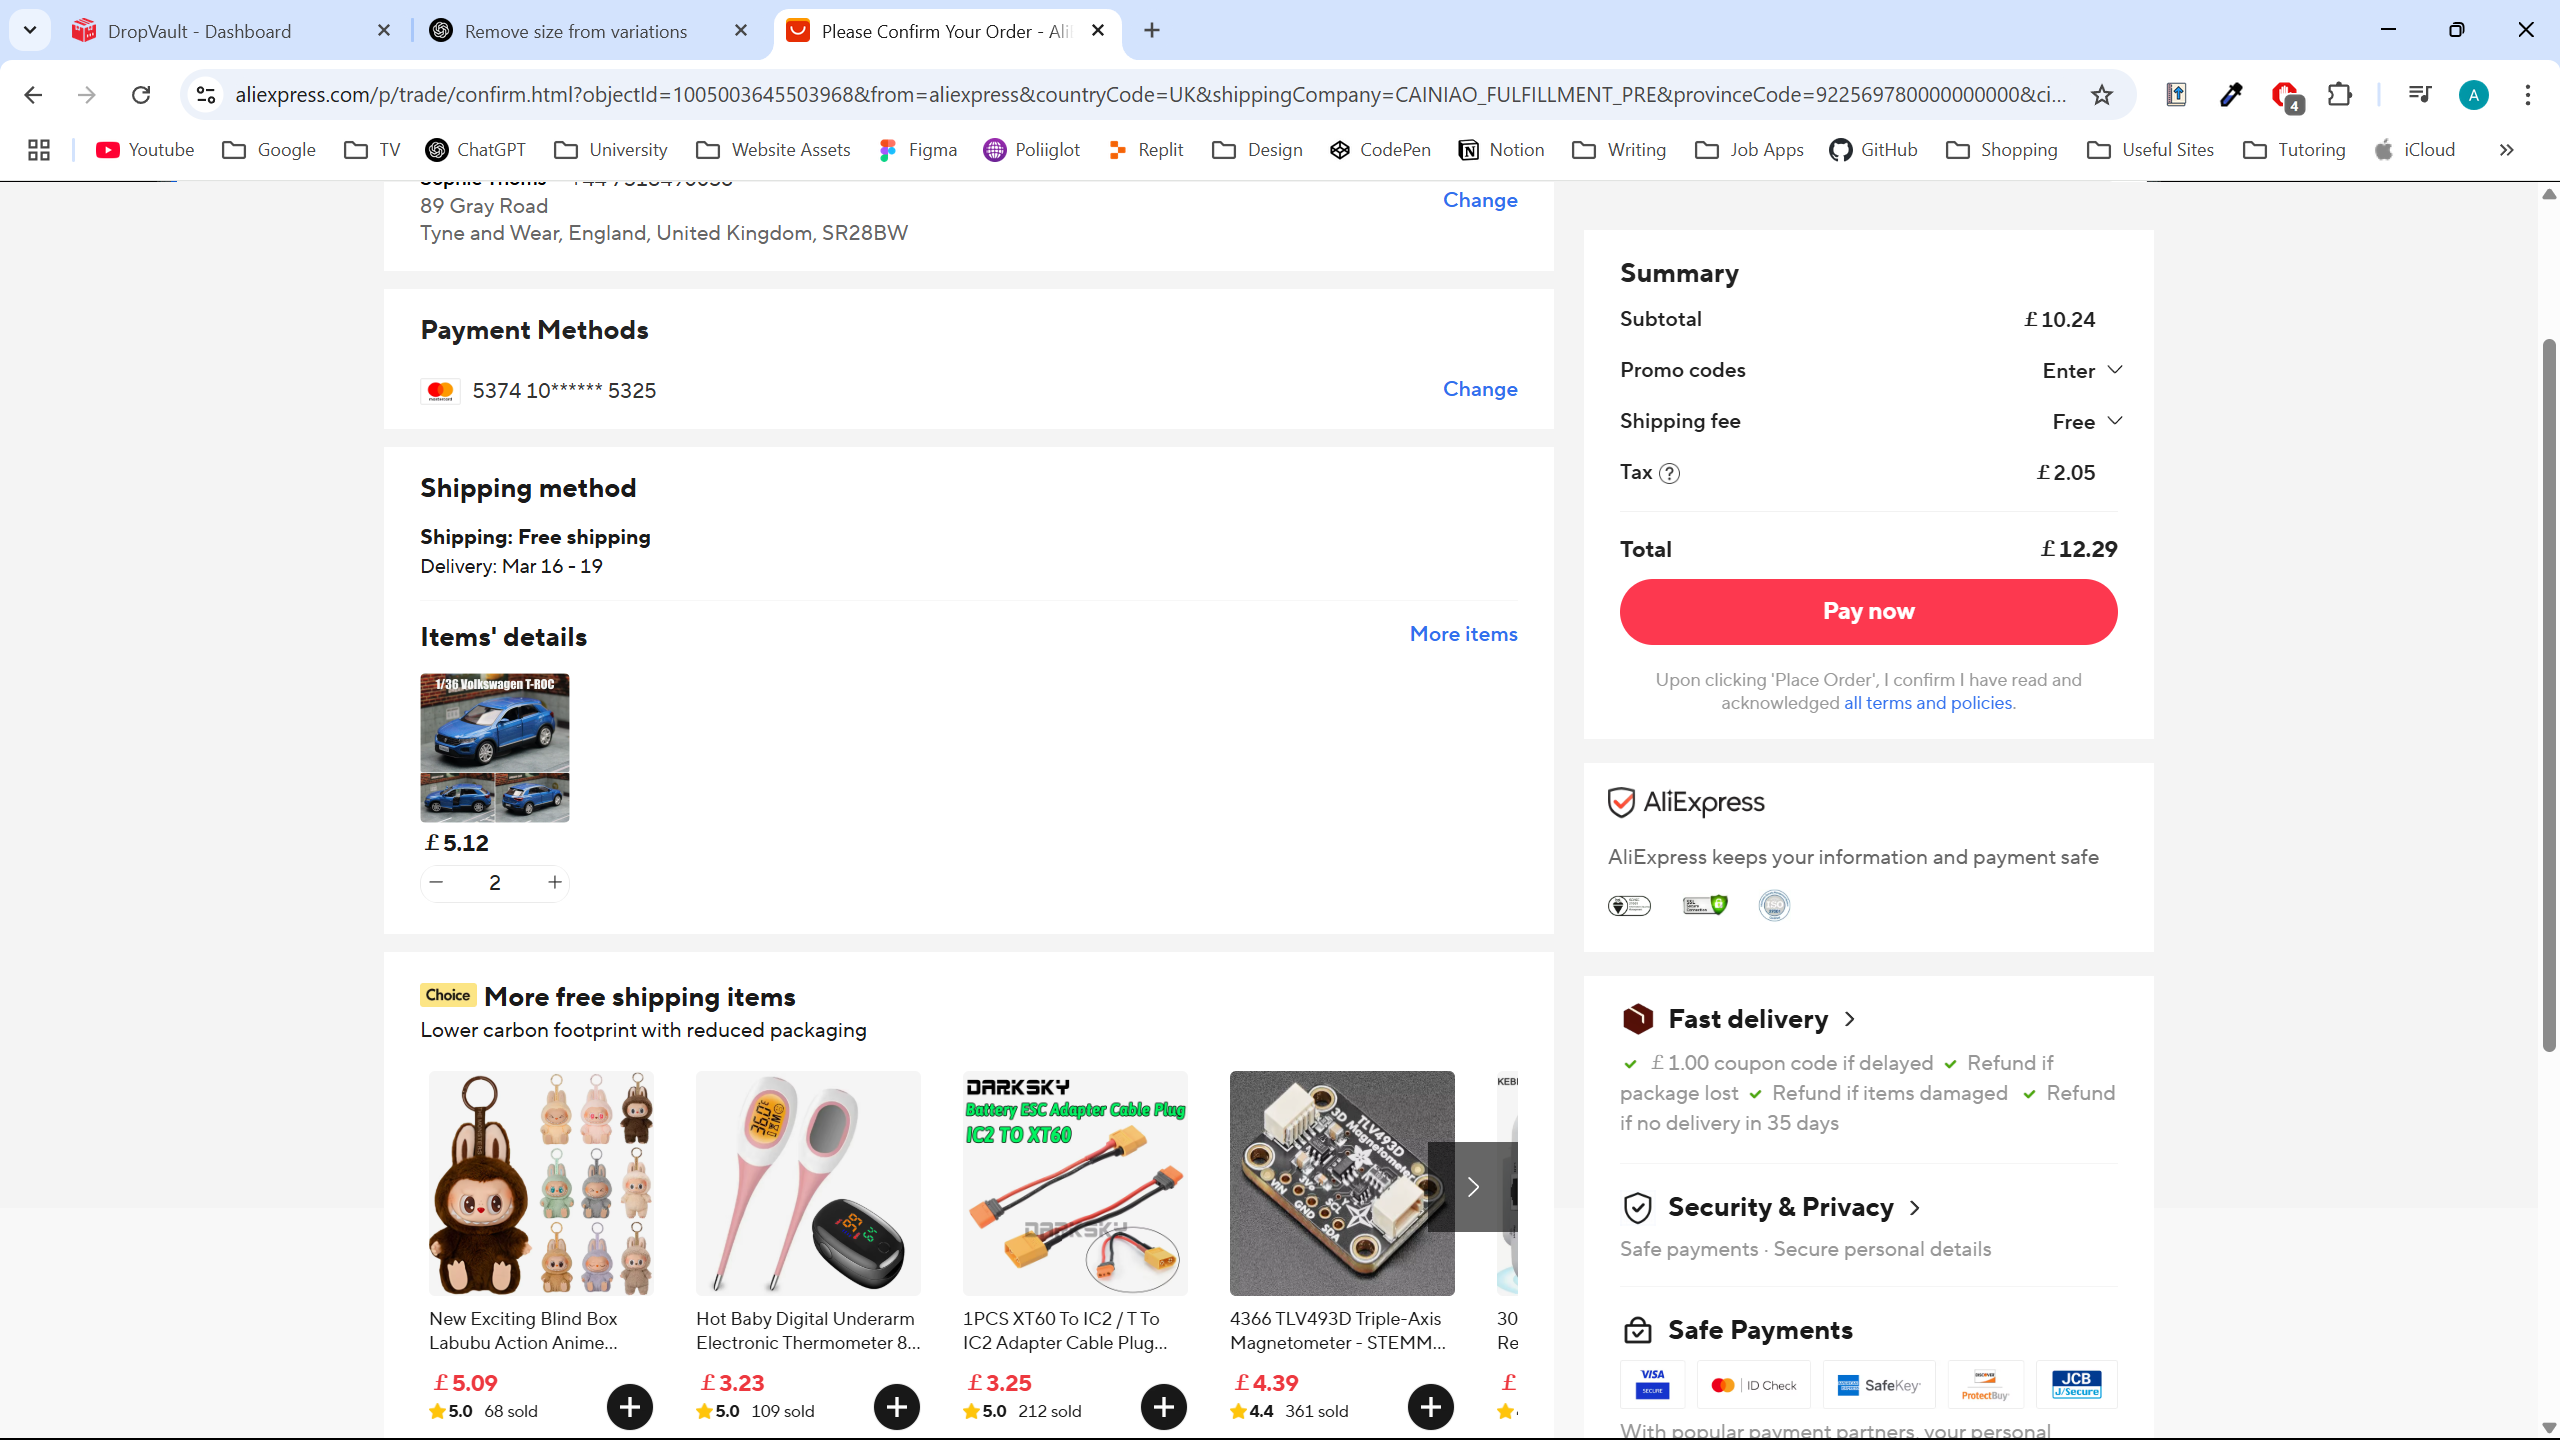 DropVault - Dashboard
Remove size from variations
Please Confirm Your Order - Ali
aliexpress.com/p/trade/confirm.html?objectId=1005003645503968&from=aliexpress&countryCode=UK&shippingCompany=CAINIAO_FULFILLMENT_PRE&provinceCode=922569780000000000&ci...
4
A
Youtube
Google
TV
ChatGPT
University
Website Assets
Figma
Poliiglot
Replit
Design
CodePen
Notion
Writing
Job Apps
GitHub
Shopping
Useful Sites
Tutoring
iCloud
89 Gray Road
Change
Tyne and Wear, England, United Kingdom, SR28BW
Payment Methods
5374 10****** 5325
Change
Shipping method
Shipping: Free shipping
Delivery: Mar 16 - 19
Items' details
More items
1/36 Volkswagen T-ROC
£5.12
2
Choice More free shipping items
Lower carbon footprint with reduced packaging
DARKSKY
Battery ESC Adapter Cable Plug
IC2 TO XT60
DARKSKY
TLV493D
3D Magnetometer
VIN
3Vo
GND
SCL
SDA
New Exciting Blind Box
Labubu Action Anime...
£5.09
5.0 68 sold
Hot Baby Digital Underarm
Electronic Thermometer 8...
£3.23
5.0 109 sold
1PCS XT60 To IC2 / T To
IC2 Adapter Cable Plug...
£3.25
5.0 212 sold
4366 TLV493D Triple-Axis
Magnetometer - STEMM...
£4.39
4.4 361 sold
30
Re
£
Summary
Subtotal £10.24
Promo codes Enter
Shipping fee Free
Tax ? £2.05
Total £12.29
Pay now
Upon clicking 'Place Order', I confirm I have read and
acknowledged all terms and policies.
AliExpress
AliExpress keeps your information and payment safe
Fast delivery
£1.00 coupon code if delayed Refund if
package lost Refund if items damaged Refund
if no delivery in 35 days
Security & Privacy
Safe payments · Secure personal details
Safe Payments
VISA
SECURE
ID Check
SafeKey
DISCOVER
ProtectBuy
JCB
J/Secure
With popular payment partners, your personal